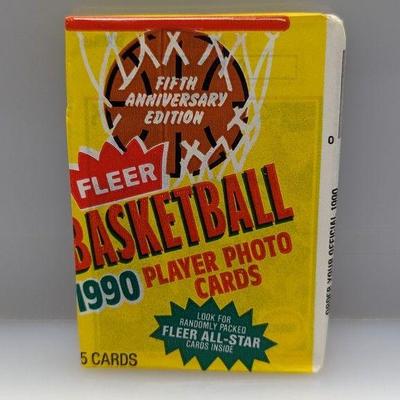 FIFTH
ANNIVERSARY
EDITION
FLEER
BASKETBALL
1990 PLAYER PHOTO
CARDS
LOOK FOR
RANDOMLY PACKED
FLEER ALL-STAR
CARDS INSIDE
5 CARDS
O
ORDER YOUR OFFICIAL 1990